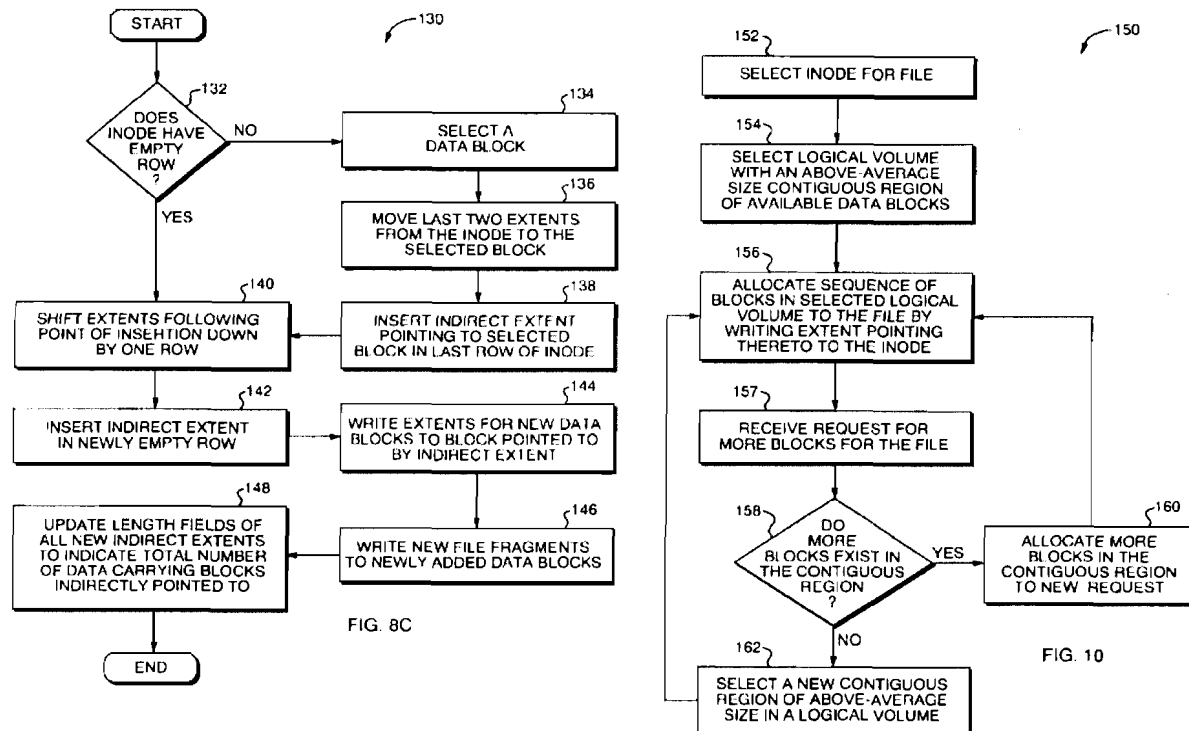 130
START
132
DOES
INODE HAVE
EMPTY
ROW
?
NO
YES
134
SELECT A
DATA BLOCK
136
MOVE LAST TWO EXTENTS
FROM THE INODE TO THE
SELECTED BLOCK
138
INSERT INDIRECT EXTENT
POINTING TO SELECTED
BLOCK IN LAST ROW OF INODE
140
SHIFT EXTENTS FOLLOWING
POINT OF INSERTION DOWN
BY ONE ROW
142
INSERT INDIRECT EXTENT
IN NEWLY EMPTY ROW
144
WRITE EXTENTS FOR NEW DATA
BLOCKS TO BLOCK POINTED TO
BY INDIRECT EXTENT
146
WRITE NEW FILE FRAGMENTS
TO NEWLY ADDED DATA BLOCKS
148
UPDATE LENGTH FIELDS OF
ALL NEW INDIRECT EXTENTS
TO INDICATE TOTAL NUMBER
OF DATA CARRYING BLOCKS
INDIRECTLY POINTED TO
END
FIG. 8C
150
152
SELECT INODE FOR FILE
154
SELECT LOGICAL VOLUME
WITH AN ABOVE-AVERAGE
SIZE CONTIGUOUS REGION
OF AVAILABLE DATA BLOCKS
156
ALLOCATE SEQUENCE OF
BLOCKS IN SELECTED LOGICAL
VOLUME TO THE FILE BY
WRITING EXTENT POINTING
THERETO TO THE INODE
157
RECEIVE REQUEST FOR
MORE BLOCKS FOR THE FILE
158
DO
MORE
BLOCKS EXIST IN
THE CONTIGUOUS
REGION
?
YES
NO
160
ALLOCATE MORE
BLOCKS IN THE
CONTIGUOUS REGION
TO NEW REQUEST
162
SELECT A NEW CONTIGUOUS
REGION OF ABOVE-AVERAGE
SIZE IN A LOGICAL VOLUME
FIG. 10